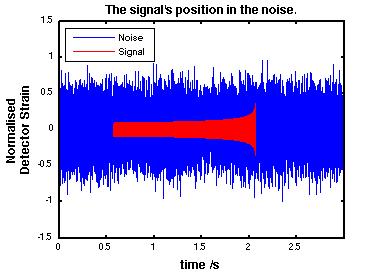 The signal's position in the noise.
1.5
1
0.5
0
-0.5
-1
-1.5
Normalised
Detector Strain
Noise
Signal
0
0.5
1
1.5
2
2.5
time /s